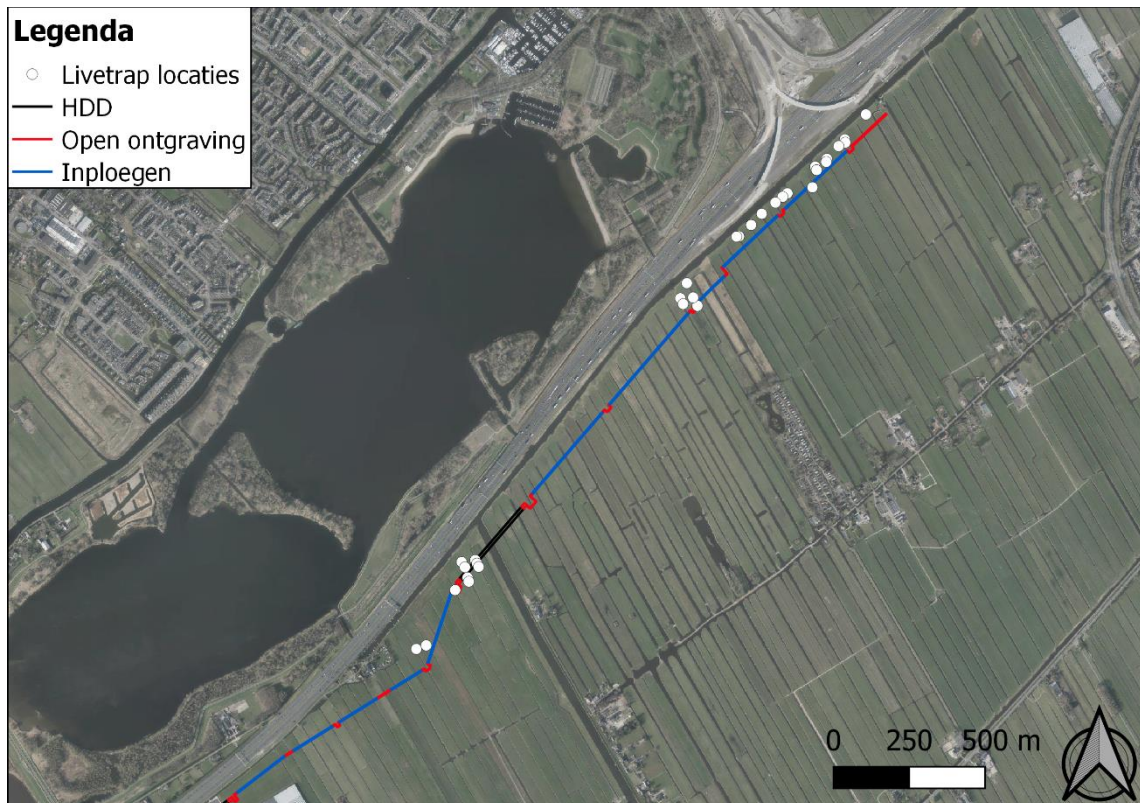 Legenda
Livetrap locaties
HDD
Open ontgraving
Inploegen
0 250 500 m